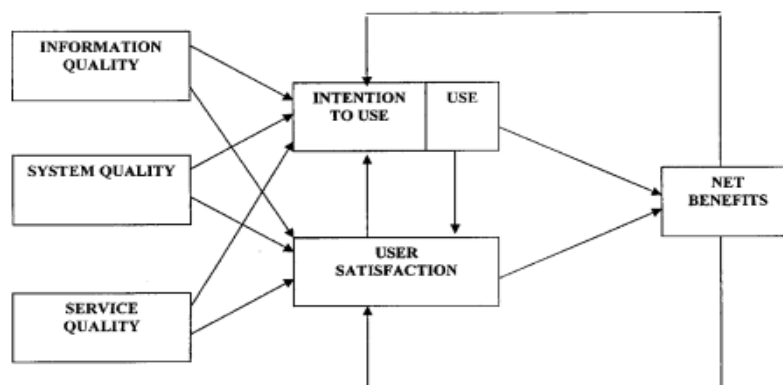 INFORMATION
QUALITY
INTENTION
TO USE
USE
SYSTEM QUALITY
NET
BENEFITS
USER
SATISFACTION
SERVICE
QUALITY